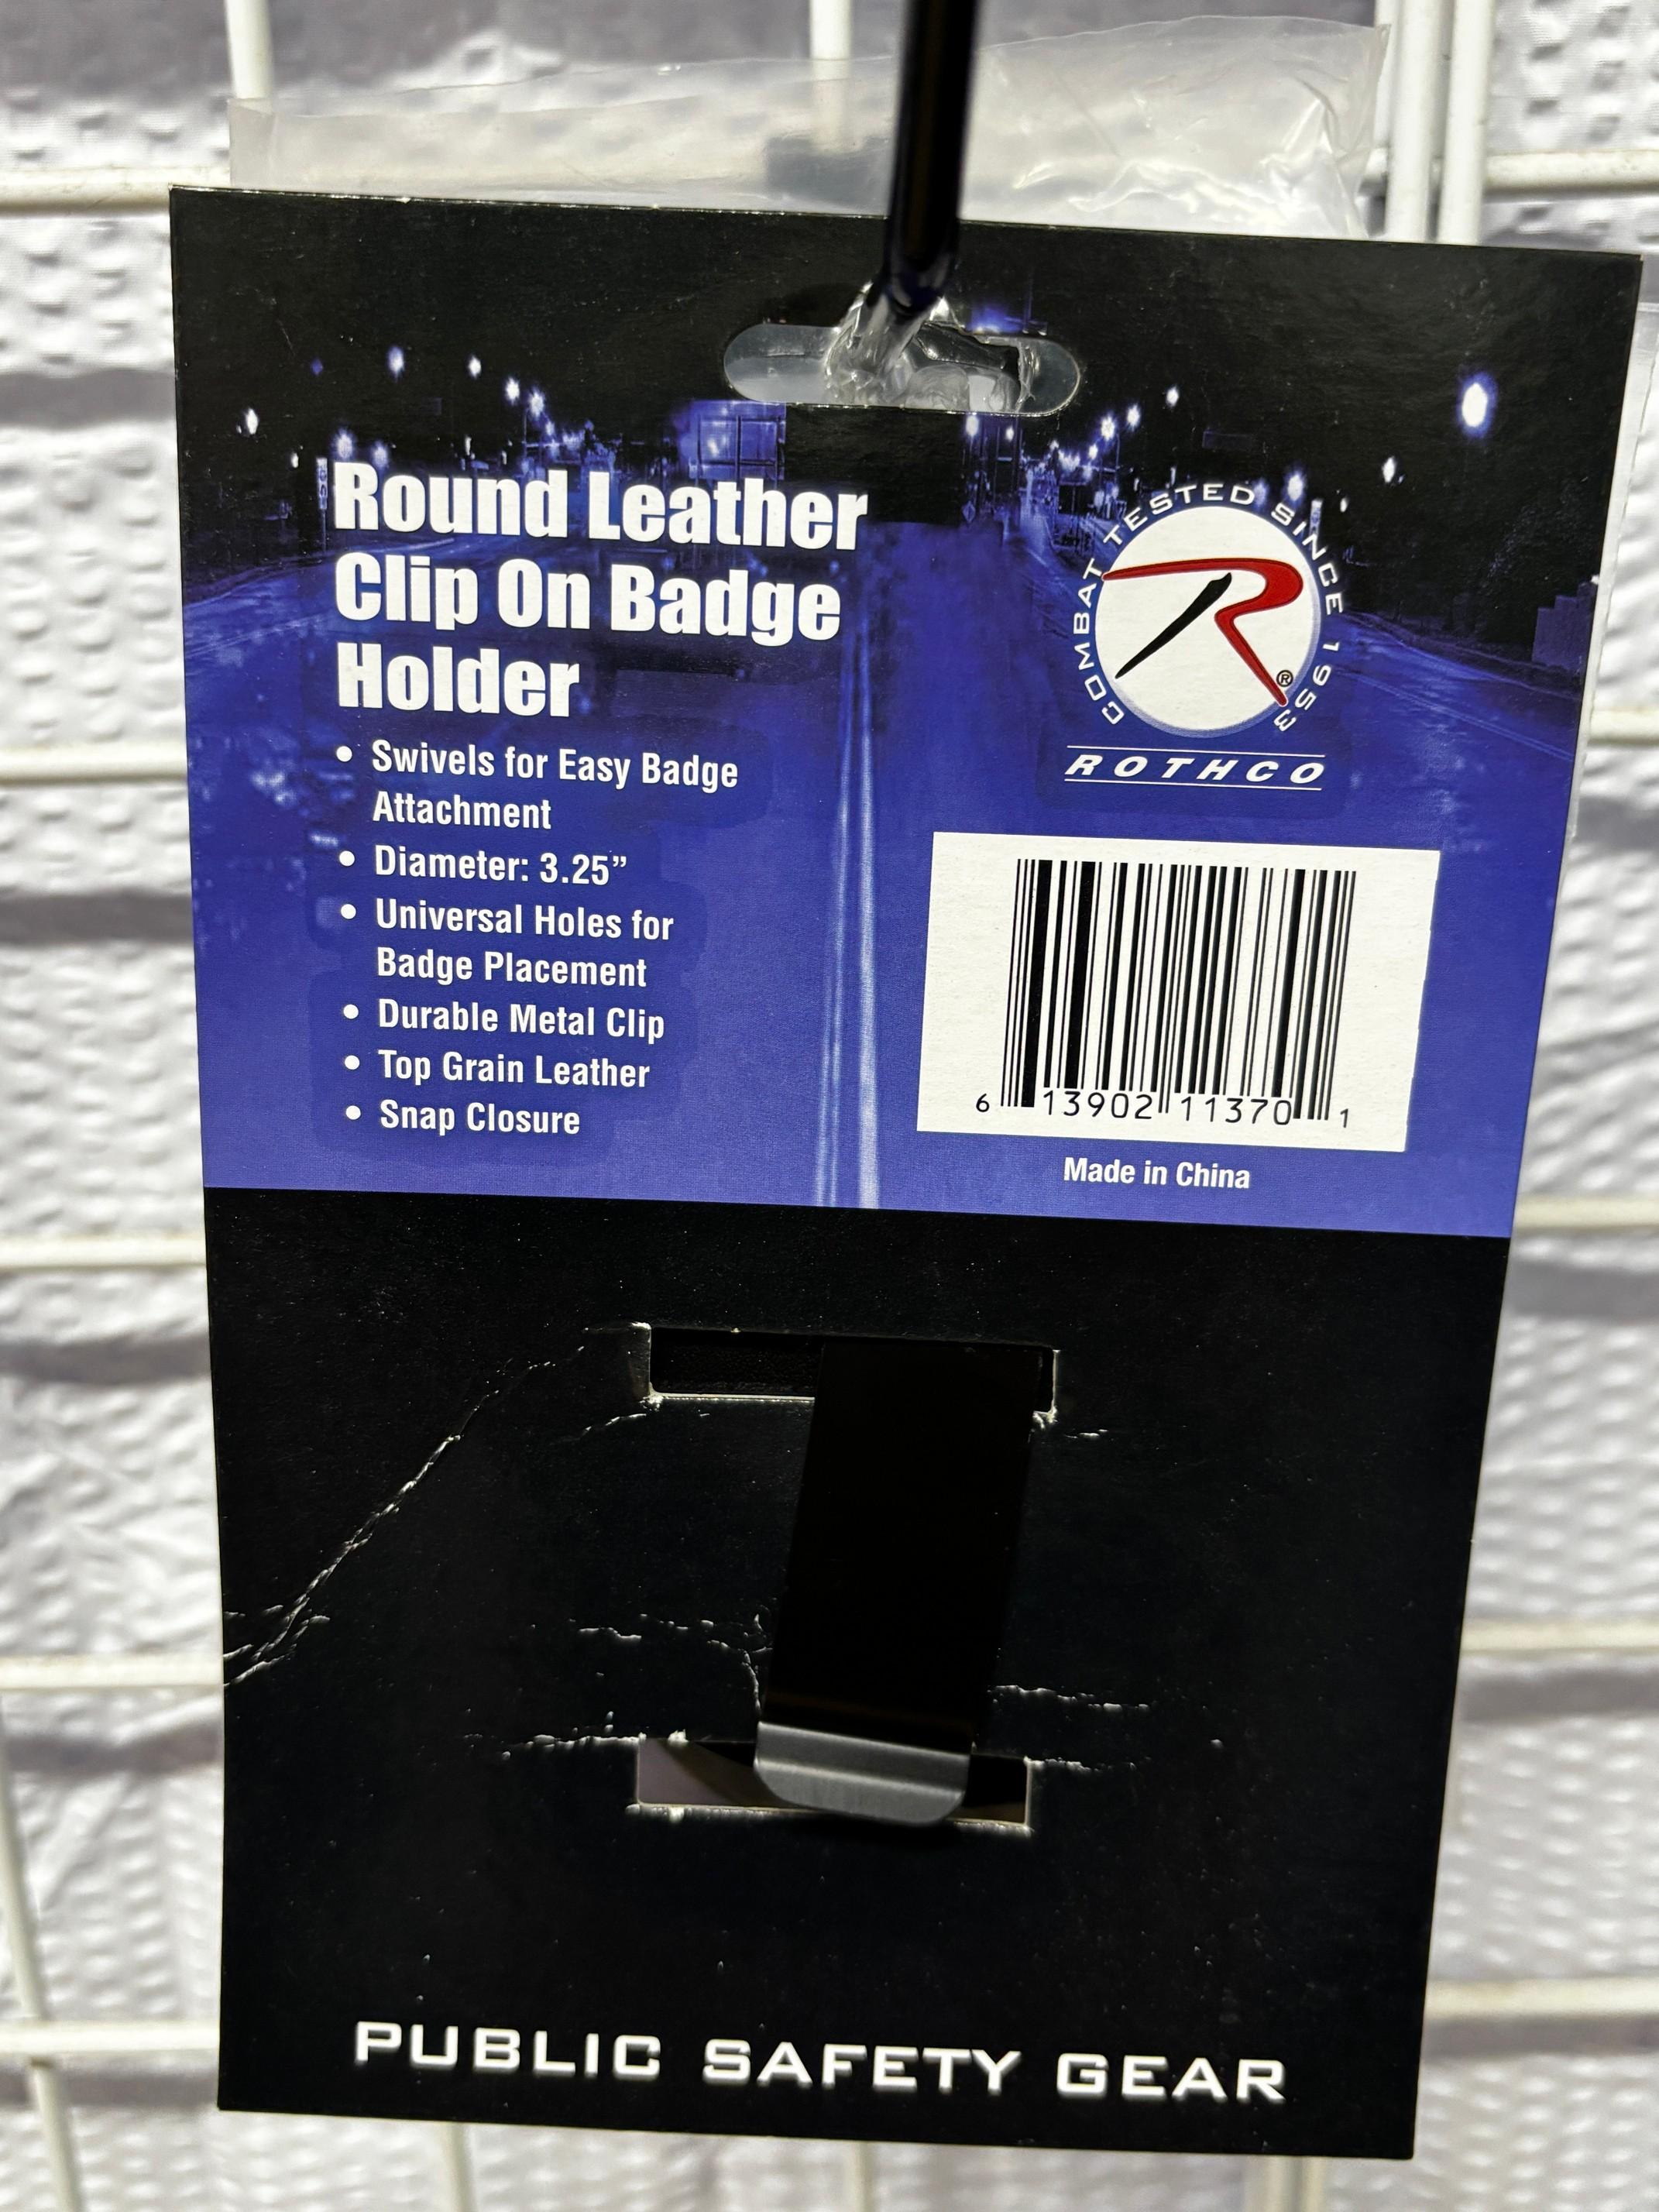 Round Leather
Clip On Badge
Holder
• Swivels for Easy Badge
Attachment
• Diameter: 3.25”
• Universal Holes for
Badge Placement
• Durable Metal Clip
• Top Grain Leather
• Snap Closure
COMBAT TESTED SINCE 1953
R®
ROTHCO
6 13902 11370 1
Made in China
PUBLIC SAFETY GEAR